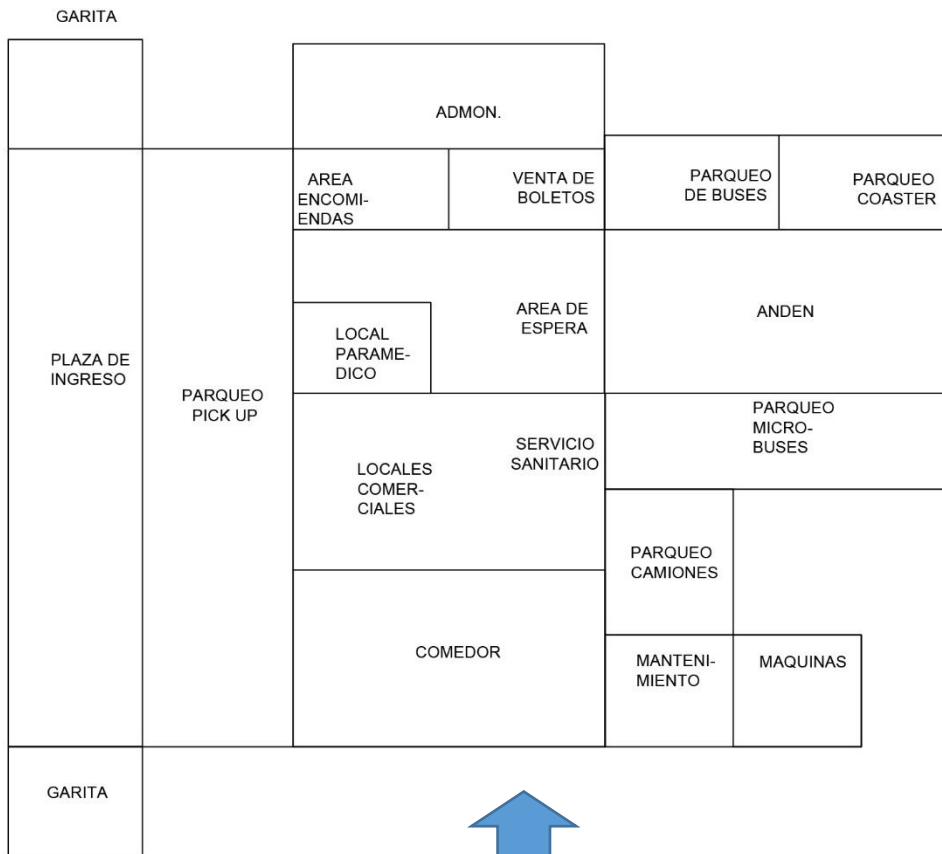 GARITA
ADMON.
AREA
ENCOMI-
ENDAS
VENTA DE
BOLETOS
PARQUEO
DE BUSES
PARQUEO
COASTER
AREA DE
ESPERA
ANDEN
LOCAL
PARAME-
DICO
PLAZA DE
INGRESO
PARQUEO
PICK UP
PARQUEO
MICRO-
BUSES
SERVICIO
SANITARIO
LOCALES
COMER-
CIALES
PARQUEO
CAMIONES
COMEDOR
MANTENI-
MIENTO
MAQUINAS
GARITA